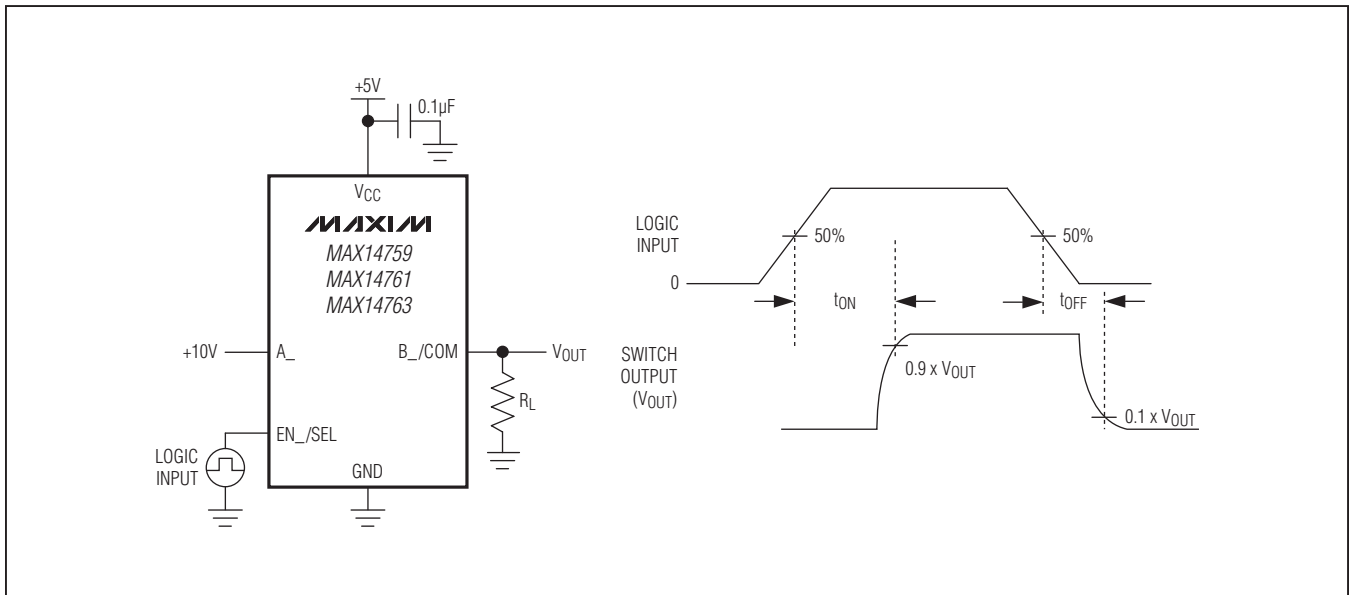 +5V
0.1µF
VCC
MAXIM
MAX14759
MAX14761
MAX14763
+10V
A_
B_/COM
VOUT
RL
EN_/SEL
LOGIC
INPUT
GND
LOGIC
INPUT
50%
50%
0
tON
tOFF
SWITCH
OUTPUT
(VOUT)
0.9 x VOUT
0.1 x VOUT